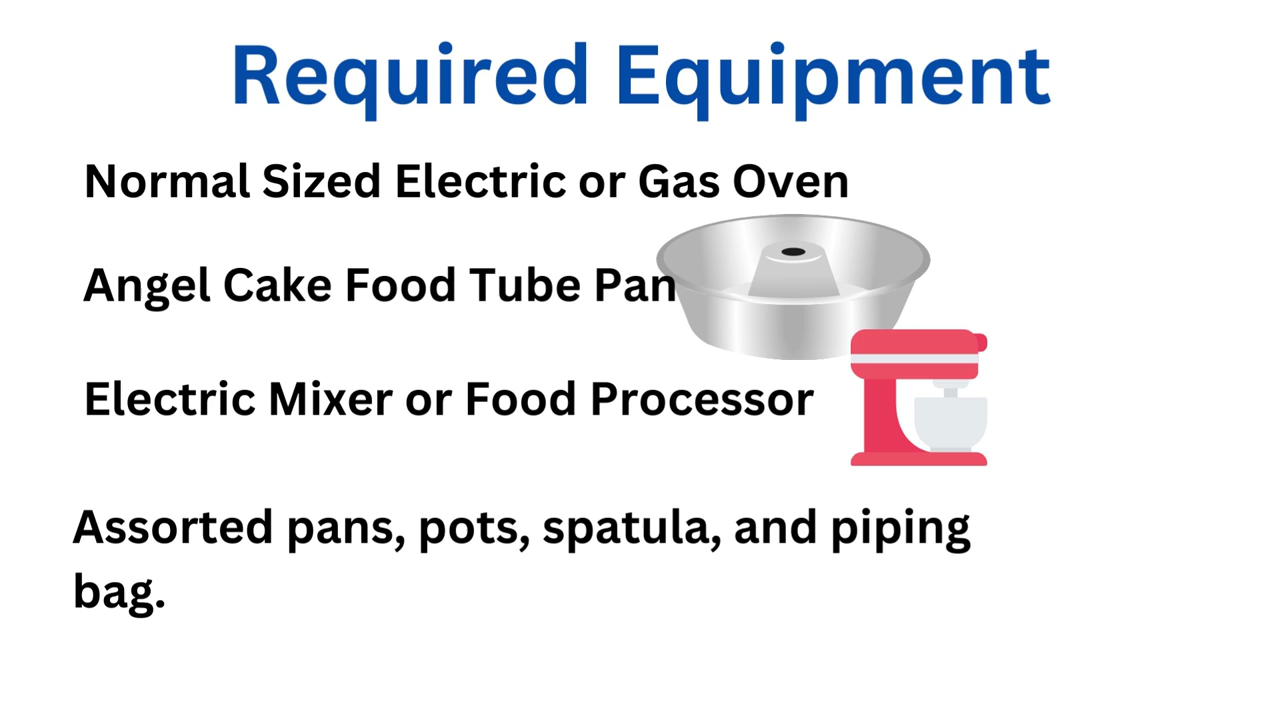 Required Equipment
Normal Sized Electric or Gas Oven
Angel Cake Food Tube Pan
Electric Mixer or Food Processor
Assorted pans, pots, spatula, and piping
bag.